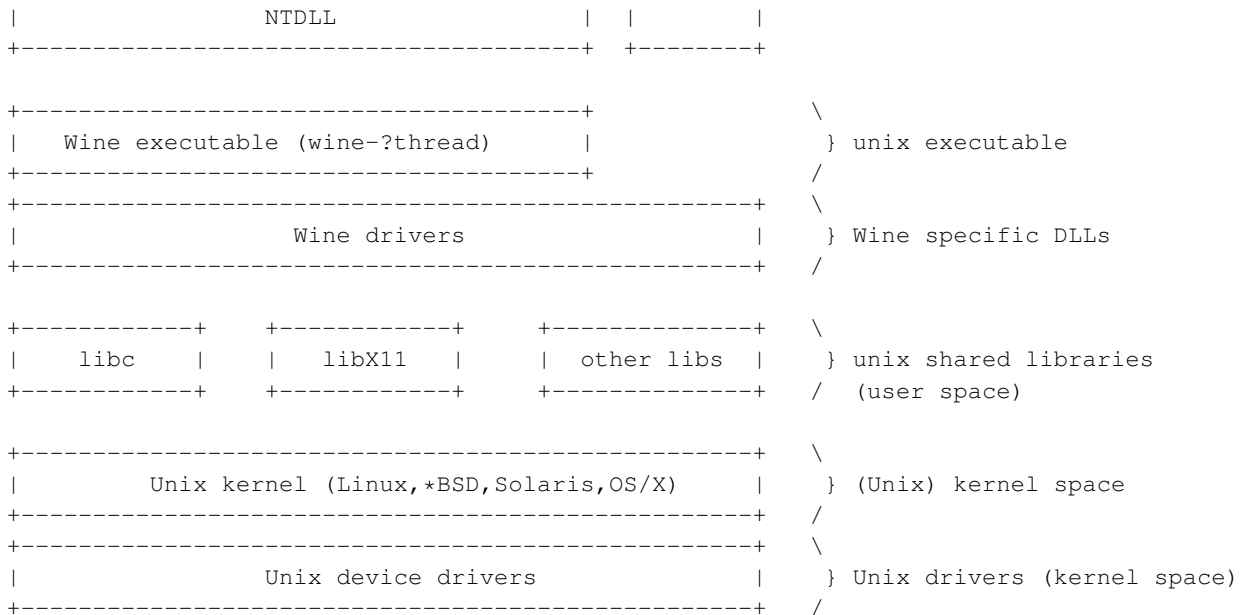 |                 NTDLL                 |  |        |
+---------------------------------------+  +--------+

+---------------------------------------+               \
|   Wine executable (wine-?thread)      |                } unix executable
+---------------------------------------+               /
+---------------------------------------------------+   \
|                   Wine drivers                    |    } Wine specific DLLs
+---------------------------------------------------+   /

+------------+    +------------+     +--------------+   \
|    libc    |    |   libX11   |     |  other libs  |    } unix shared libraries
+------------+    +------------+     +--------------+   /  (user space)

+---------------------------------------------------+   \
|         Unix kernel (Linux,*BSD,Solaris,OS/X)     |    } (Unix) kernel space
+---------------------------------------------------+   /
+---------------------------------------------------+   \
|                 Unix device drivers               |    } Unix drivers (kernel space)
+---------------------------------------------------+   /